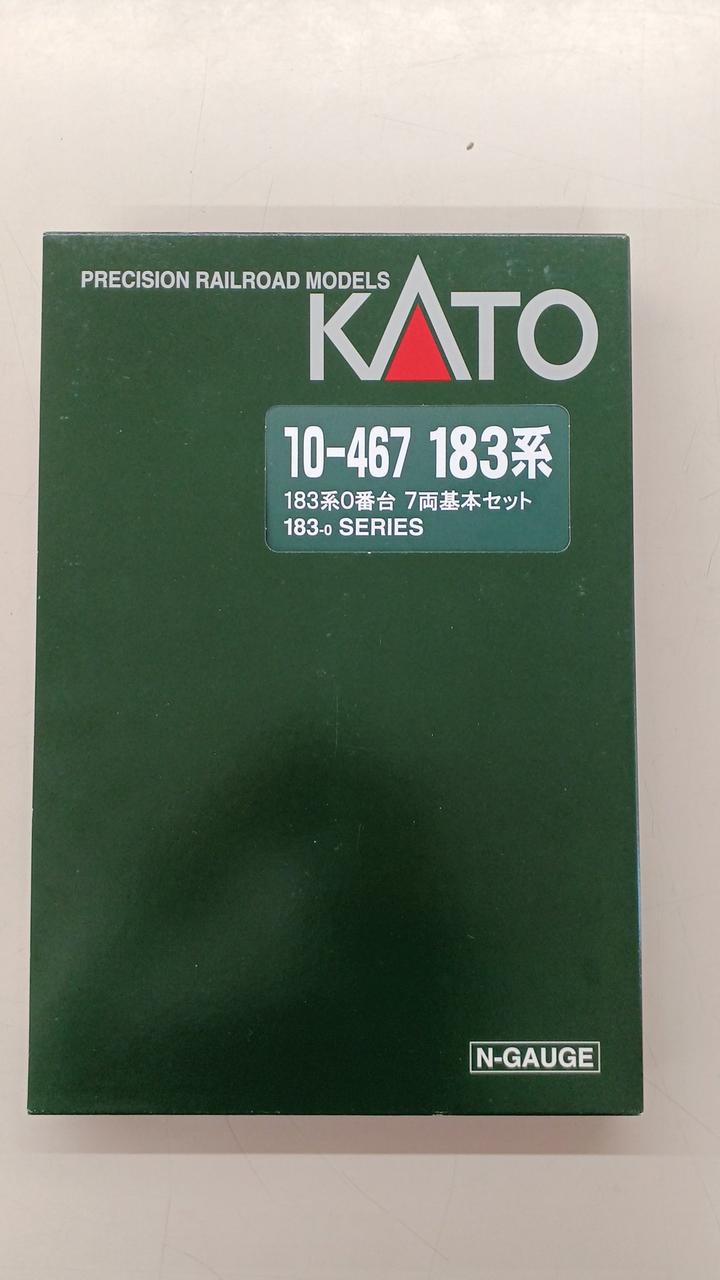 PRECISION RAILROAD MODELS
KATO
10-467 183系
183系0番台 7両基本セット
183-0 SERIES
N-GAUGE